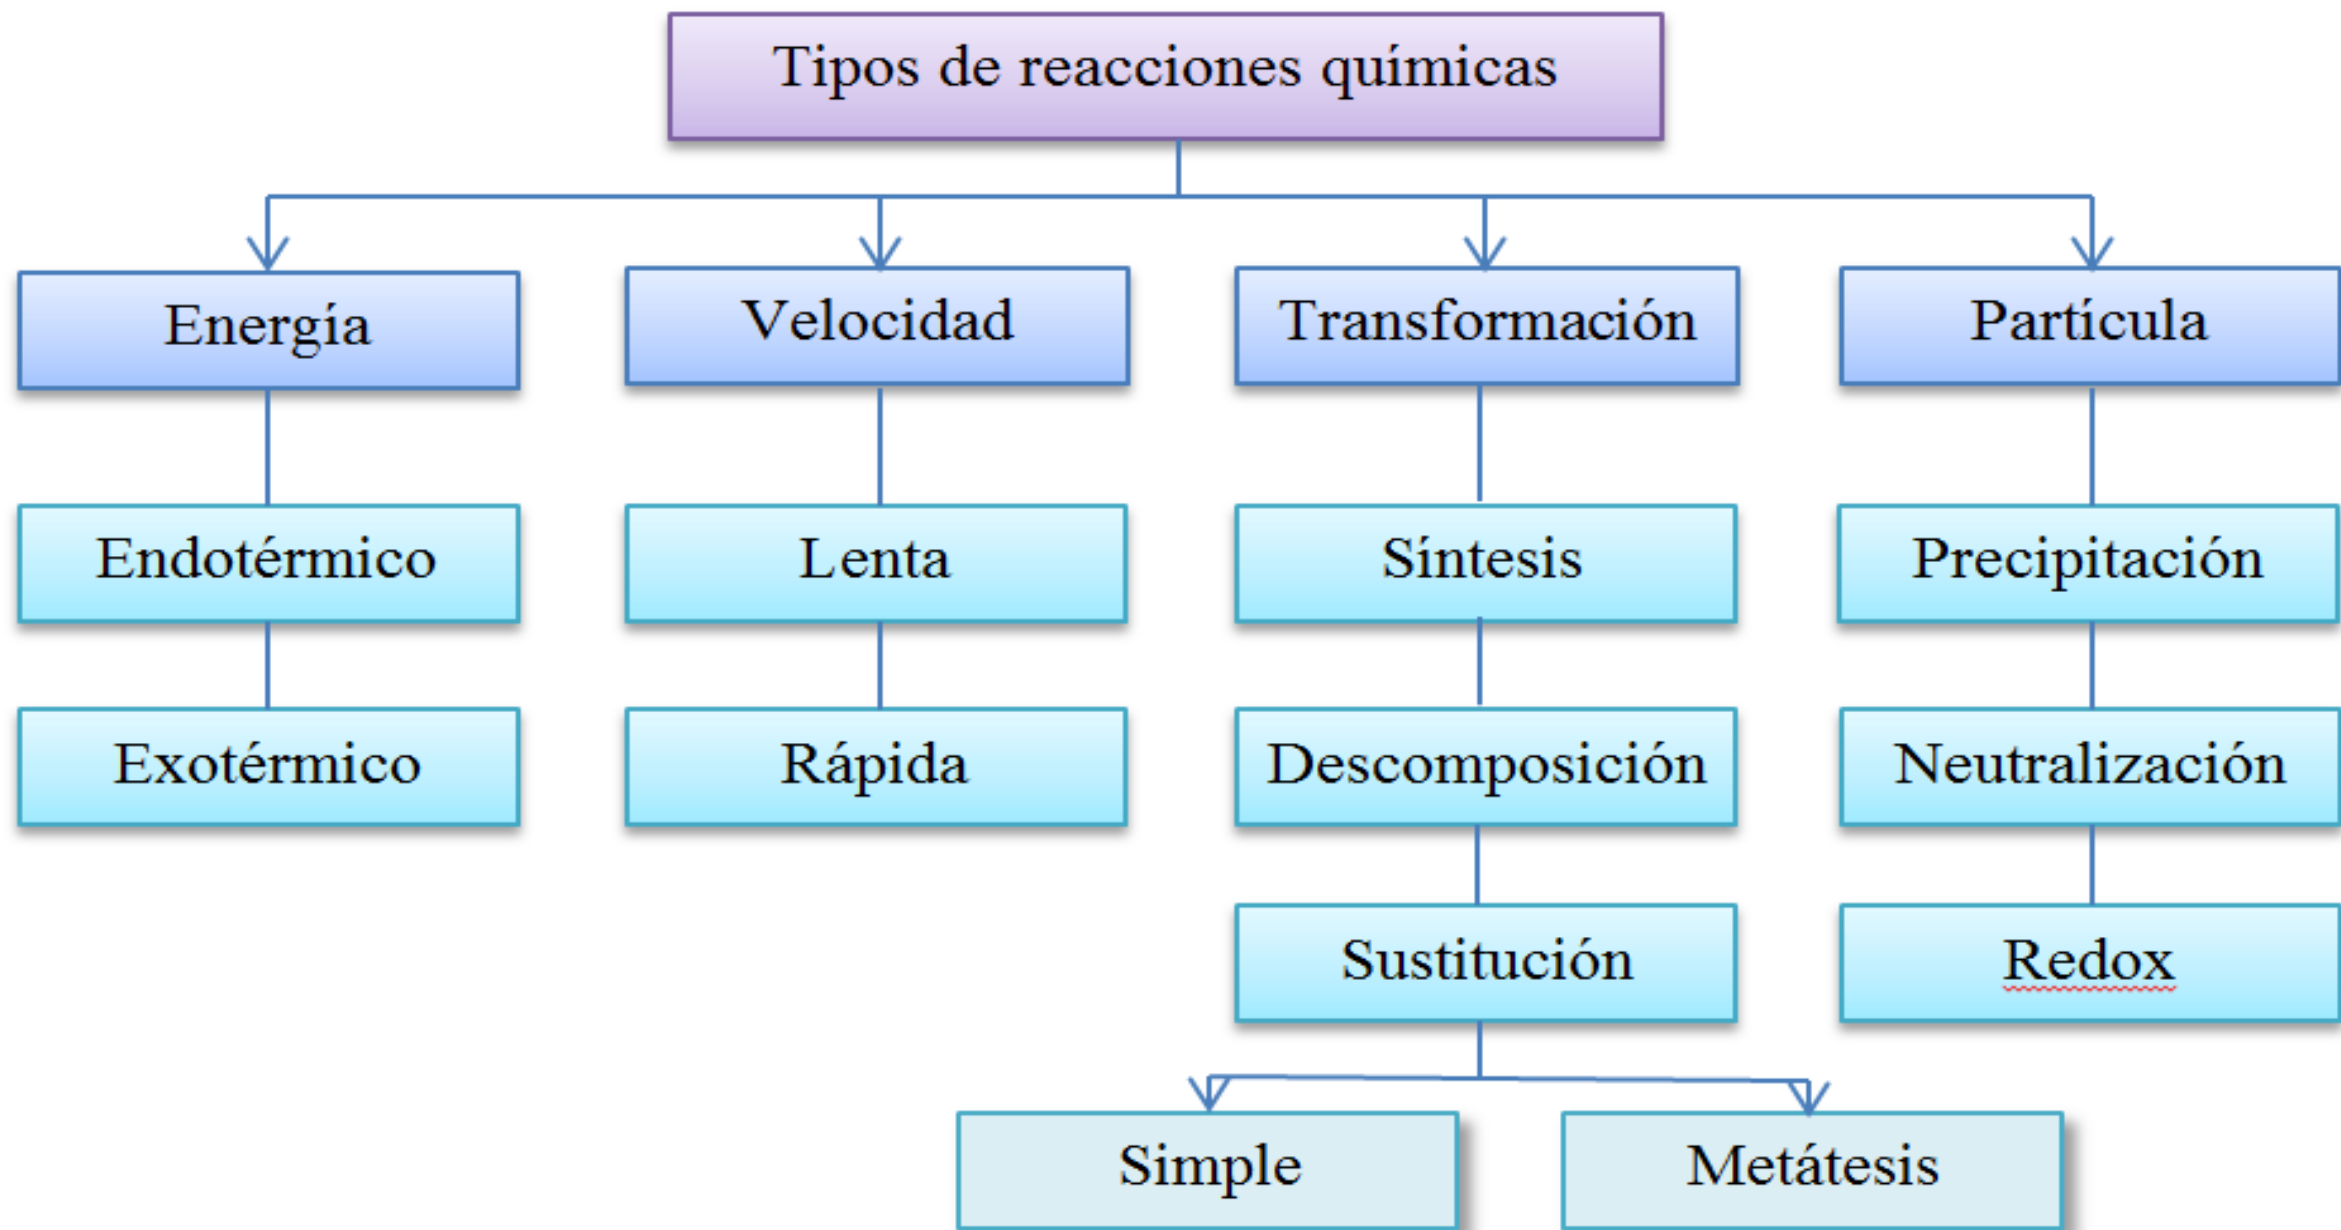 Tipos de reacciones químicas
Energía
Velocidad
Transformación
Partícula
Endotérmico
Lenta
Síntesis
Precipitación
Exotérmico
Rápida
Descomposición
Neutralización
Sustitución
Redox
Simple
Metátesis